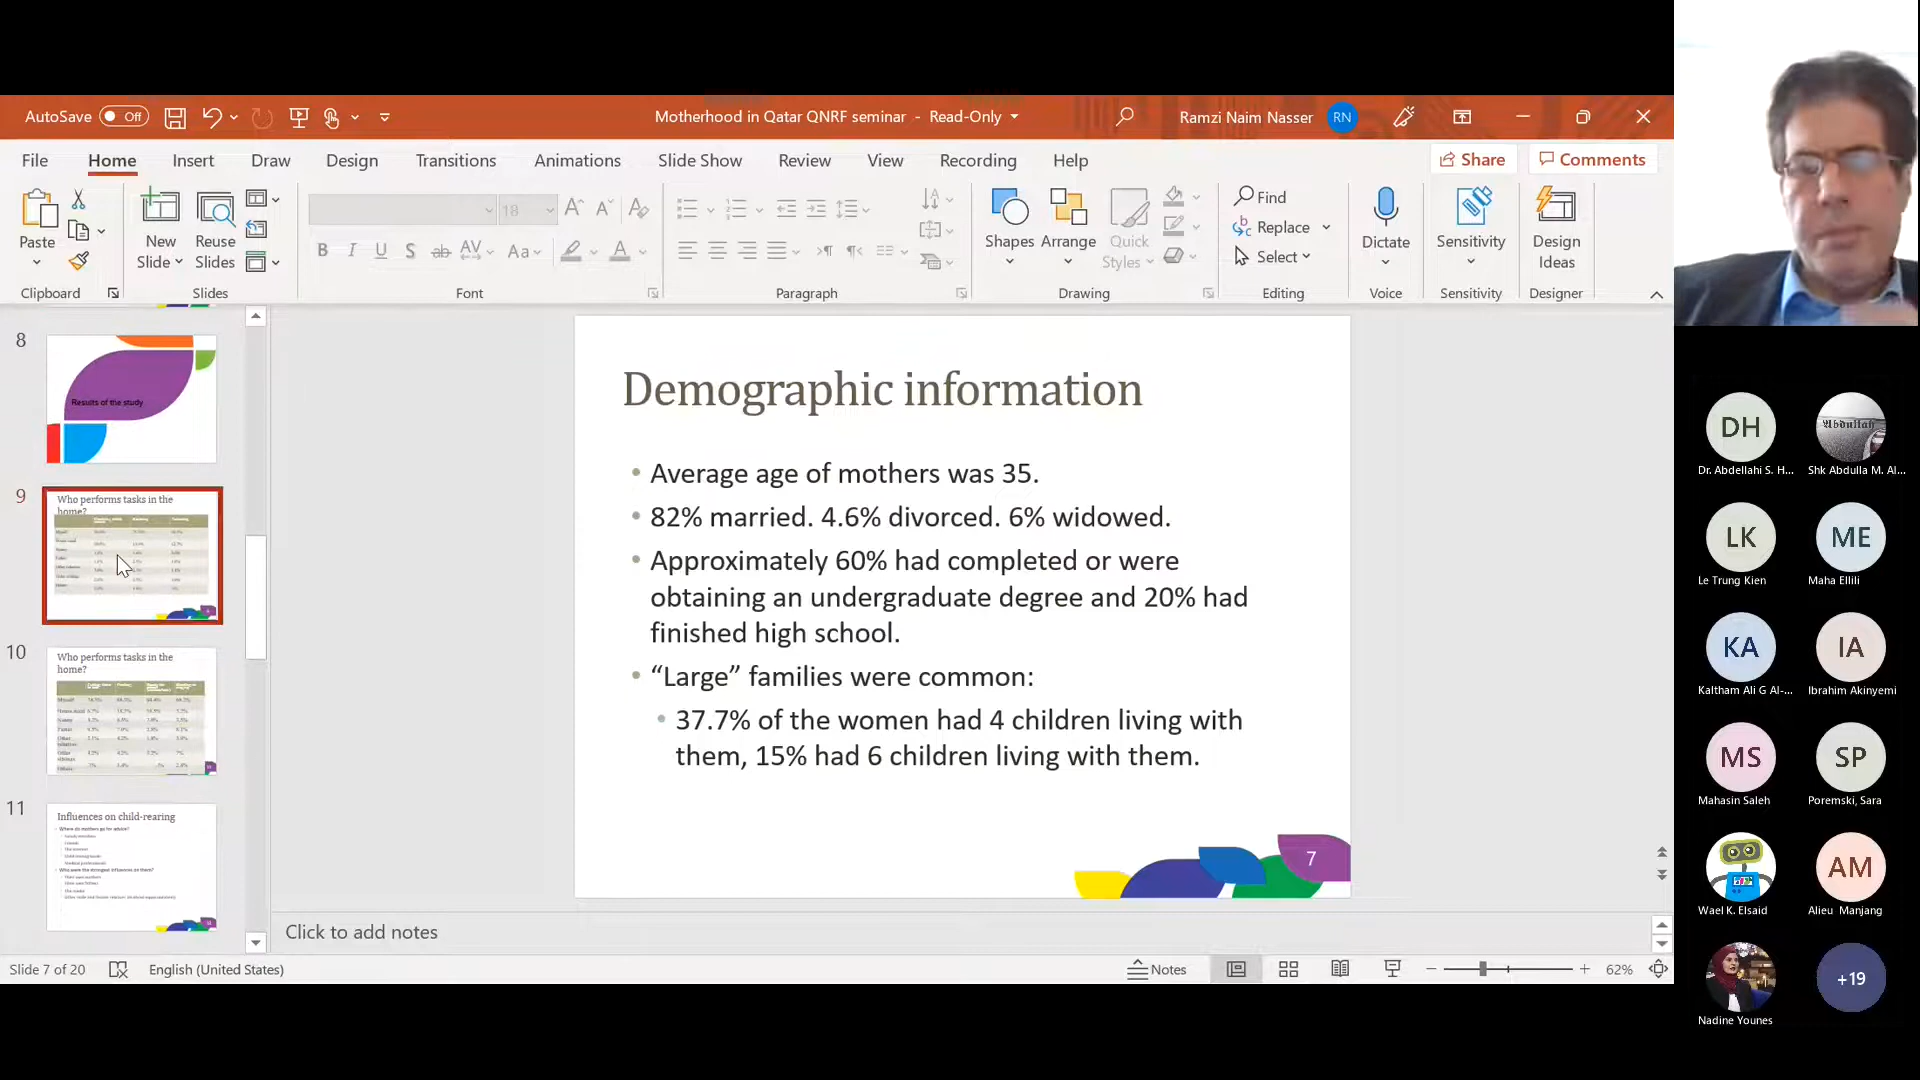 AutoSave Off
Motherhood in Qatar QNRF seminar - Read-Only
Ramzi Naim Nasser RN
File Home Insert Draw Design Transitions Animations Slide Show Review View Recording Help
Share Comments
Paste
New Slide
Reuse Slides
18
Shapes Arrange Quick Styles
Find
Replace
Select
Dictate
Sensitivity
Design Ideas
Clipboard Slides Font Paragraph Drawing Editing Voice Sensitivity Designer
8
Results of the study
9
Who performs tasks in the
home?
10
Who performs tasks in the
home?
11
Influences on child-rearing
Where do mothers go for advice?
Demographic information
• Average age of mothers was 35.
• 82% married. 4.6% divorced. 6% widowed.
• Approximately 60% had completed or were
obtaining an undergraduate degree and 20% had
finished high school.
• “Large” families were common:
• 37.7% of the women had 4 children living with
them, 15% had 6 children living with them.
7
Click to add notes
Slide 7 of 20
English (United States)
Notes
62%
DH
Dr. Abdellahi S. H...
Abdullah
Shk Abdulla M. Al...
LK
Le Trung Kien
ME
Maha Ellili
KA
Kaltham Ali G Al-...
IA
Ibrahim Akinyemi
MS
Mahasin Saleh
SP
Poremski, Sara
Wael K. Elsaid
AM
Alieu Manjang
Nadine Younes
+19